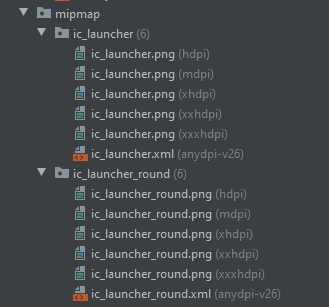 mipmap
ic_launcher (6)
ic_launcher.png (hdpi)
ic_launcher.png (mdpi)
ic_launcher.png (xhdpi)
ic_launcher.png (xxhdpi)
ic_launcher.png (xxxhdpi)
ic_launcher.xml (anydpi-v26)
ic_launcher_round (6)
ic_launcher_round.png (hdpi)
ic_launcher_round.png (mdpi)
ic_launcher_round.png (xhdpi)
ic_launcher_round.png (xxhdpi)
ic_launcher_round.png (xxxhdpi)
ic_launcher_round.xml (anydpi-v26)